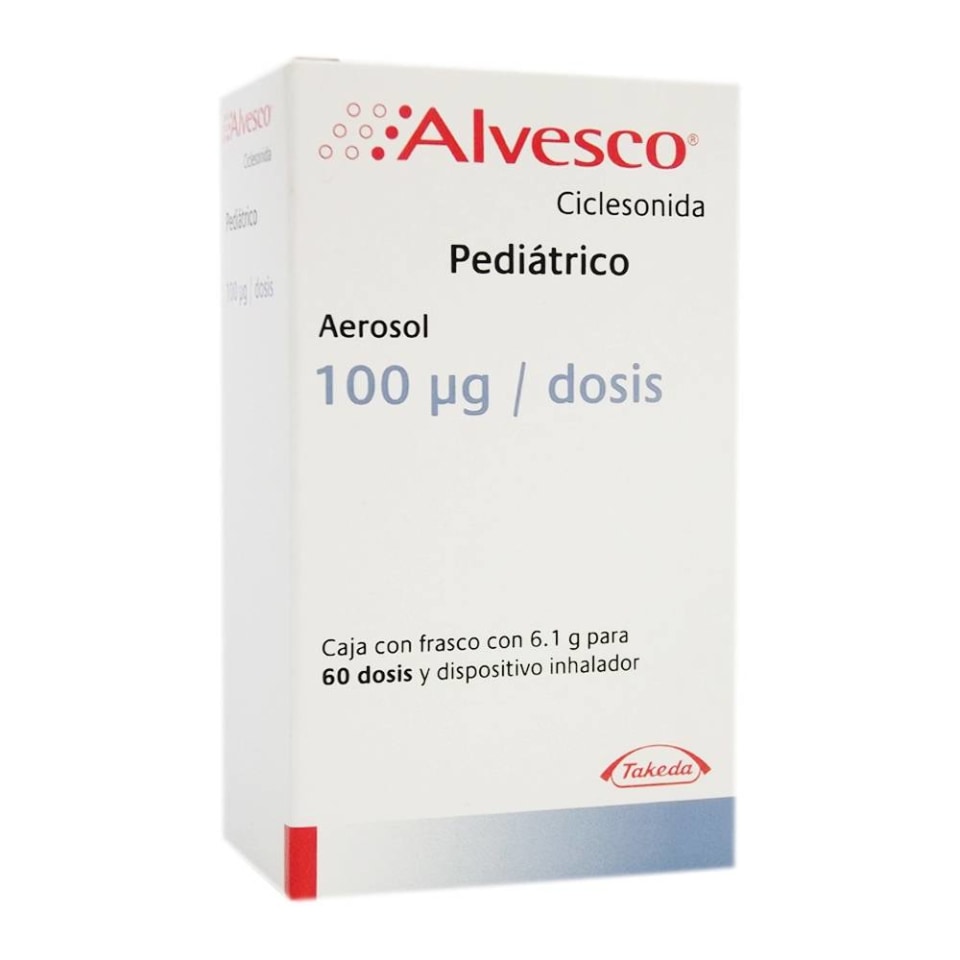 Alvesco®
Ciclesonida
Pediátrico
Aerosol
100 µg / dosis
Caja con frasco con 6.1 g para
60 dosis y dispositivo inhalador
Takeda
Alvesco®
Ciclesonida
Pediátrico
100 µg / dosis